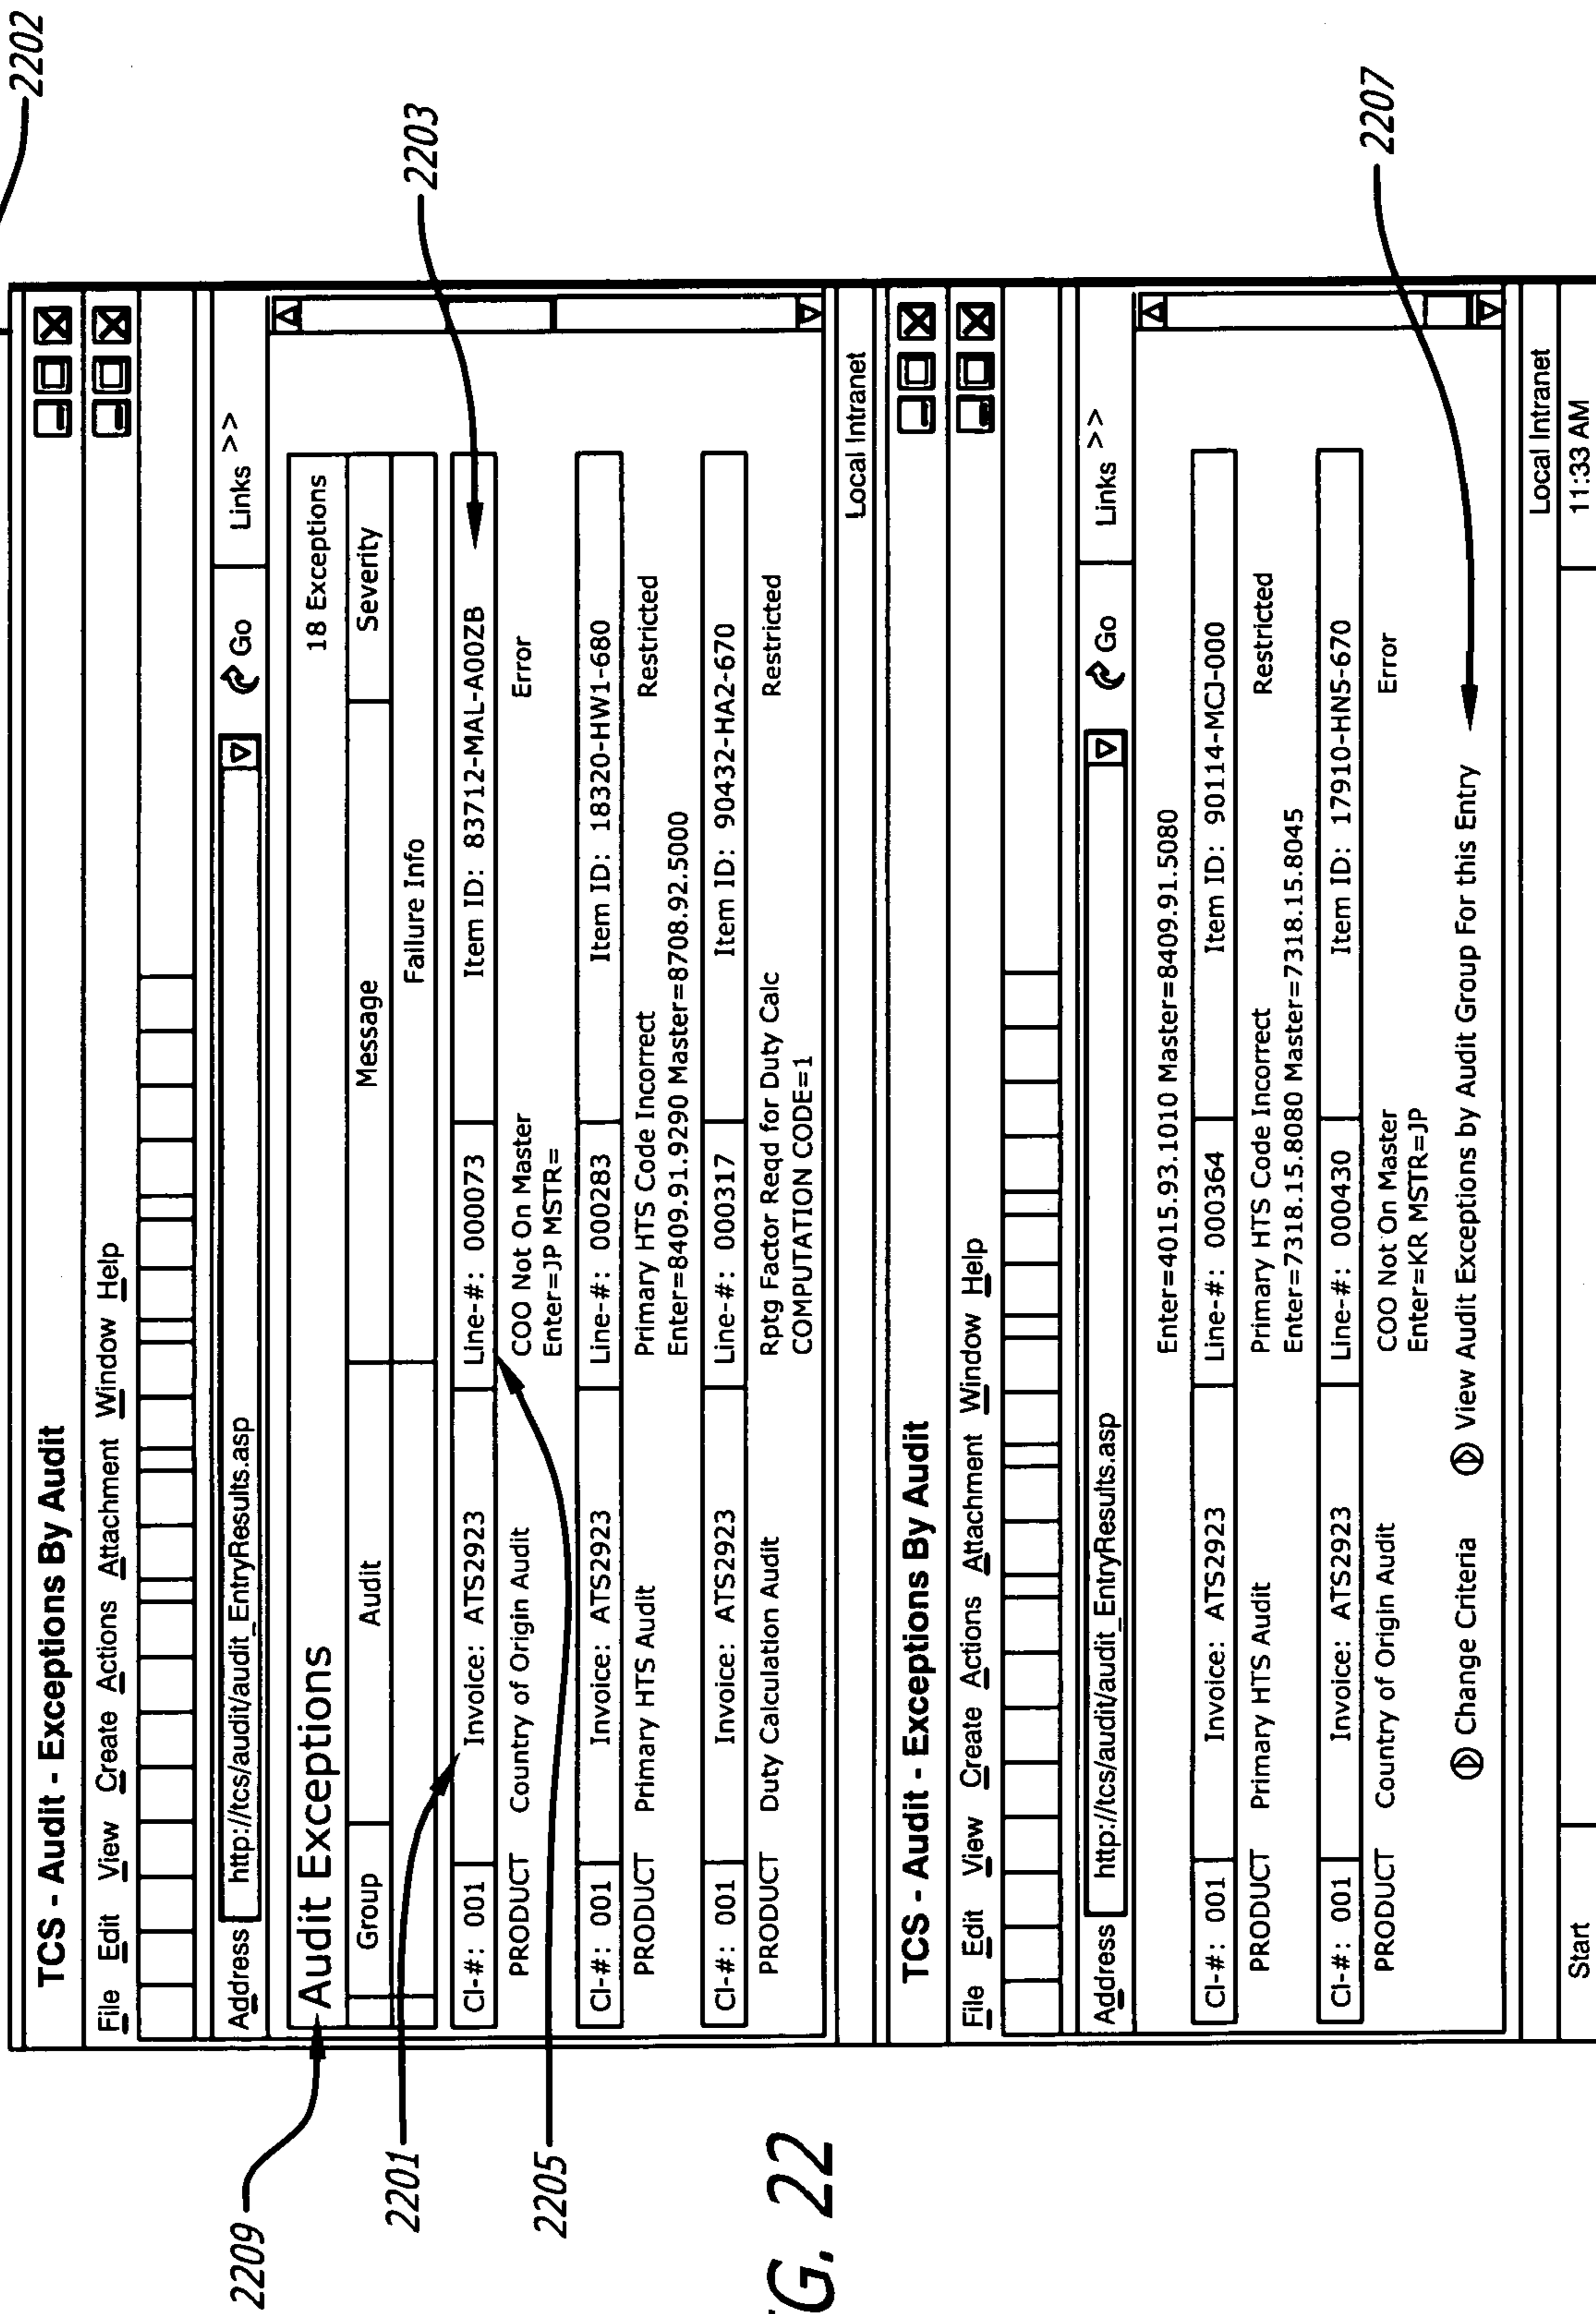 2202
TCS - Audit - Exceptions By Audit
File Edit View Create Actions Attachment Window Help
Address http://tcs/audit/audit_EntryResults.asp Go Links >>
Audit Exceptions 18 Exceptions
Group Audit Message Severity
Failure Info
CI-#: 001 Invoice: ATS2923 Line-#: 000073 Item ID: 83712-MAL-A00ZB
PRODUCT Country of Origin Audit COO Not On Master Error
Enter=JP MSTR=
CI-#: 001 Invoice: ATS2923 Line-#: 000283 Item ID: 18320-HW1-680
PRODUCT Primary HTS Audit Primary HTS Code Incorrect Restricted
Enter=8409.91.9290 Master=8708.92.5000
CI-#: 001 Invoice: ATS2923 Line-#: 000317 Item ID: 90432-HA2-670
PRODUCT Duty Calculation Audit Rptg Factor Reqd for Duty Calc Restricted
COMPUTATION CODE=1
Local Intranet
2203
2209
2201
2205
TCS - Audit - Exceptions By Audit
File Edit View Create Actions Attachment Window Help
Address http://tcs/audit/audit_EntryResults.asp Go Links >>
Enter=4015.93.1010 Master=8409.91.5080
CI-#: 001 Invoice: ATS2923 Line-#: 000364 Item ID: 90114-MCJ-000
PRODUCT Primary HTS Audit Primary HTS Code Incorrect Restricted
Enter=7318.15.8080 Master=7318.15.8045
CI-#: 001 Invoice: ATS2923 Line-#: 000430 Item ID: 17910-HN5-670
PRODUCT Country of Origin Audit COO Not On Master Error
Enter=KR MSTR=JP
Change Criteria View Audit Exceptions by Audit Group For this Entry
Local Intranet
Start 11:33 AM
2207
G. 22